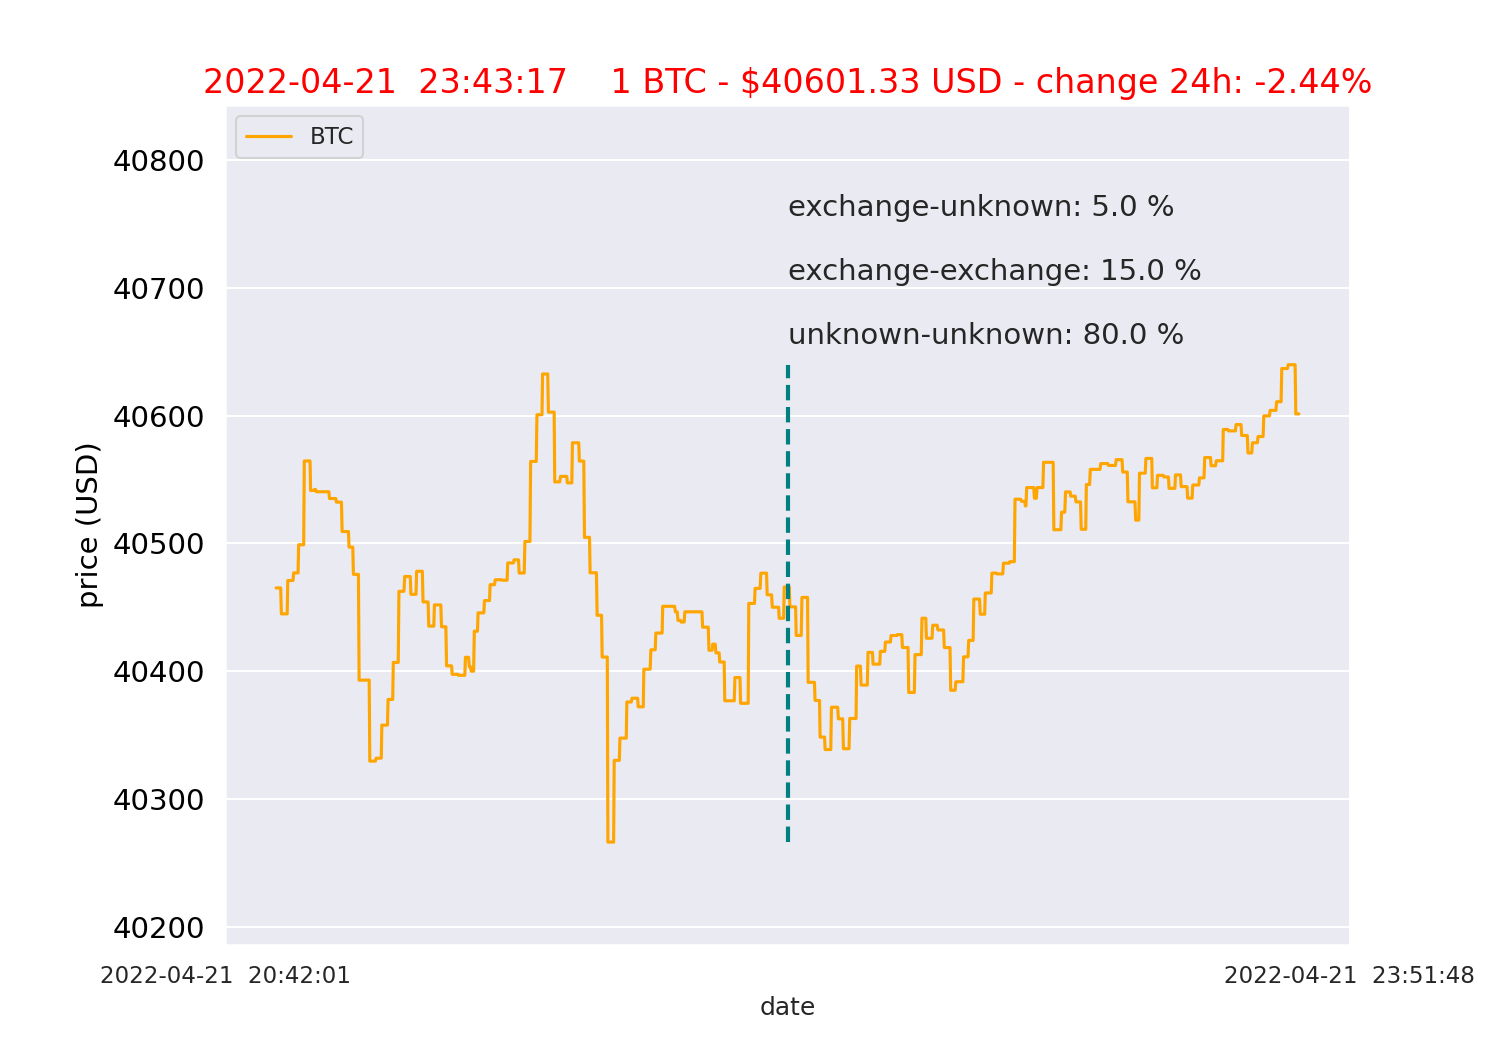 2022-04-21  23:43:17    1 BTC - $40601.33 USD - change 24h: -2.44%
BTC
40800
exchange-unknown: 5.0 %
exchange-exchange: 15.0 %
40700
unknown-unknown: 80.0 %
40600
price (USD)
40500
40400
40300
40200
2022-04-21  20:42:01
2022-04-21  23:51:48
date